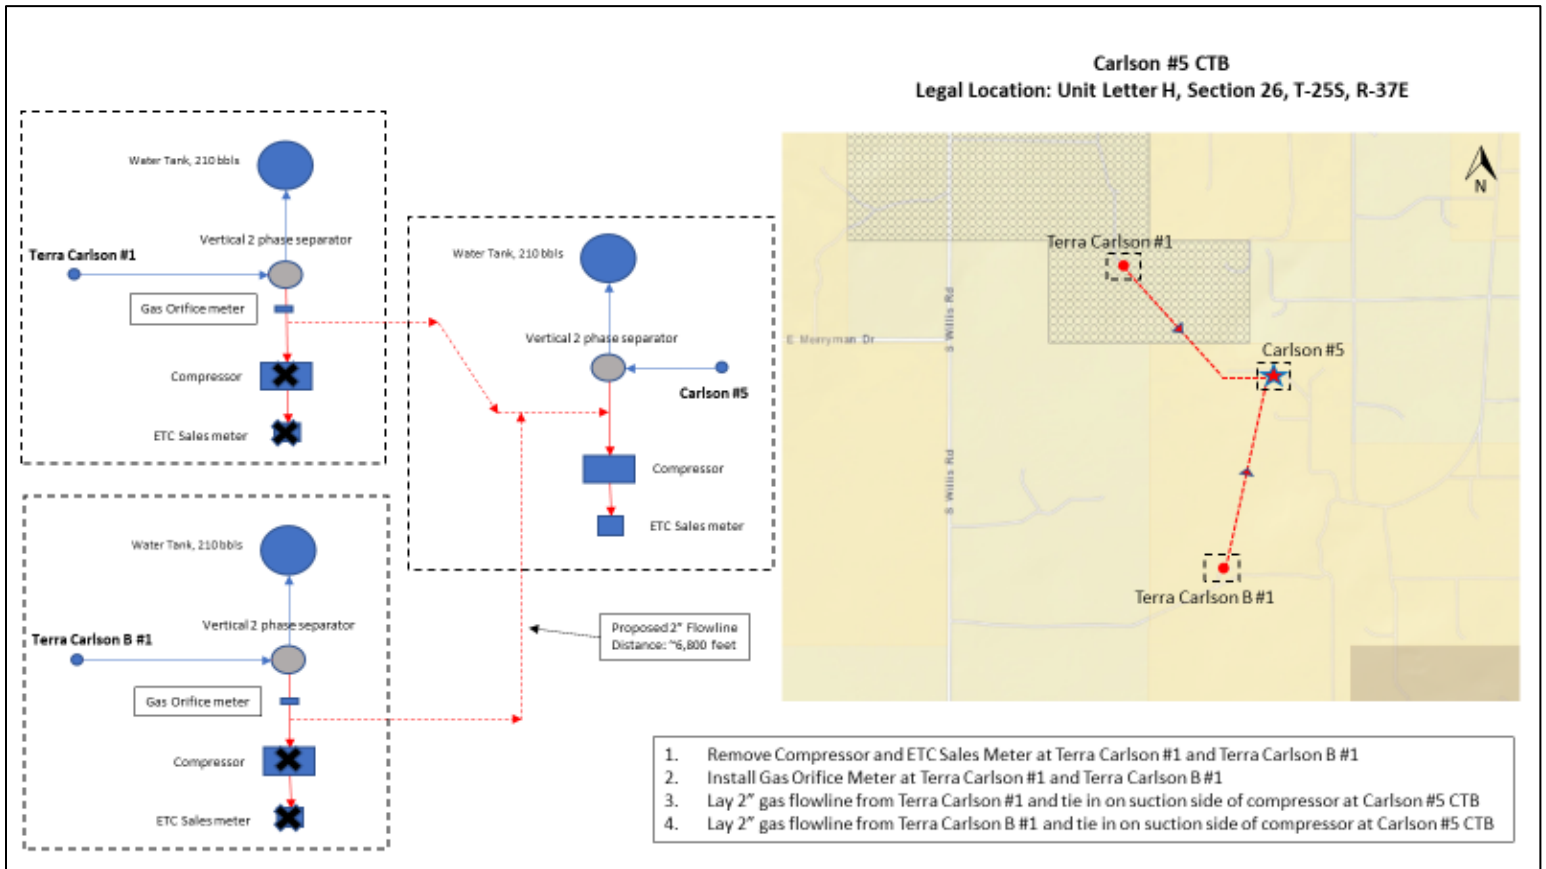 Carlson #5 CTB
Legal Location: Unit Letter H, Section 26, T-25S, R-37E
Water Tank, 210 bbls
Vertical 2 phase separator
Terra Carlson #1
Gas Orifice meter
Compressor
ETC Sales meter
Water Tank, 210 bbls
Vertical 2 phase separator
Carlson #5
Compressor
ETC Sales meter
Water Tank, 210 bbls
Vertical 2 phase separator
Terra Carlson B #1
Gas Orifice meter
Compressor
ETC Sales meter
Proposed 2” Flowline
Distance: ~6,800 feet
N
Terra Carlson #1
S Willis Rd
E Merryman Dr
Carlson #5
S Willis Rd
Terra Carlson B #1
1. Remove Compressor and ETC Sales Meter at Terra Carlson #1 and Terra Carlson B #1
2. Install Gas Orifice Meter at Terra Carlson #1 and Terra Carlson B #1
3. Lay 2” gas flowline from Terra Carlson #1 and tie in on suction side of compressor at Carlson #5 CTB
4. Lay 2” gas flowline from Terra Carlson B #1 and tie in on suction side of compressor at Carlson #5 CTB